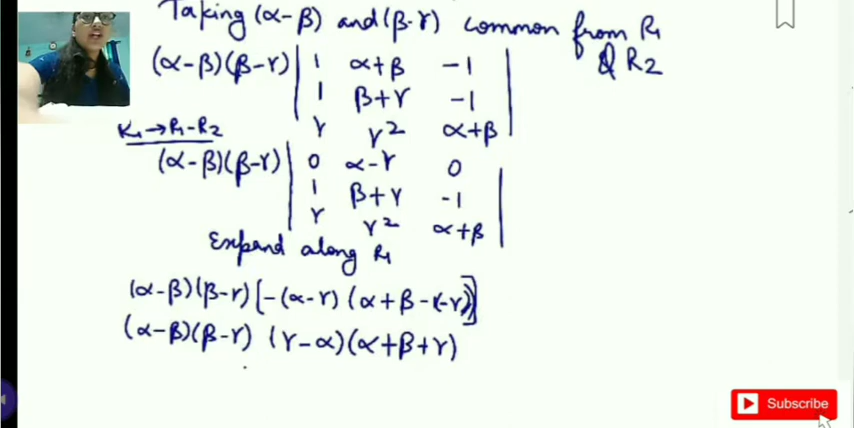 Taking (α-β) and (β-γ) common from R1 & R2
(α-β)(β-γ) | 1 α+β -1 |
| 1 β+γ -1 |
| γ γ² α+β |
R1→R1-R2
(α-β)(β-γ) | 0 α-γ 0 |
| 1 β+γ -1 |
| γ γ² α+β |
Expand along R1
(α-β)(β-γ) [-(α-γ) (α+β-(-γ))]
(α-β)(β-γ) (γ-α)(α+β+γ)
Subscribe